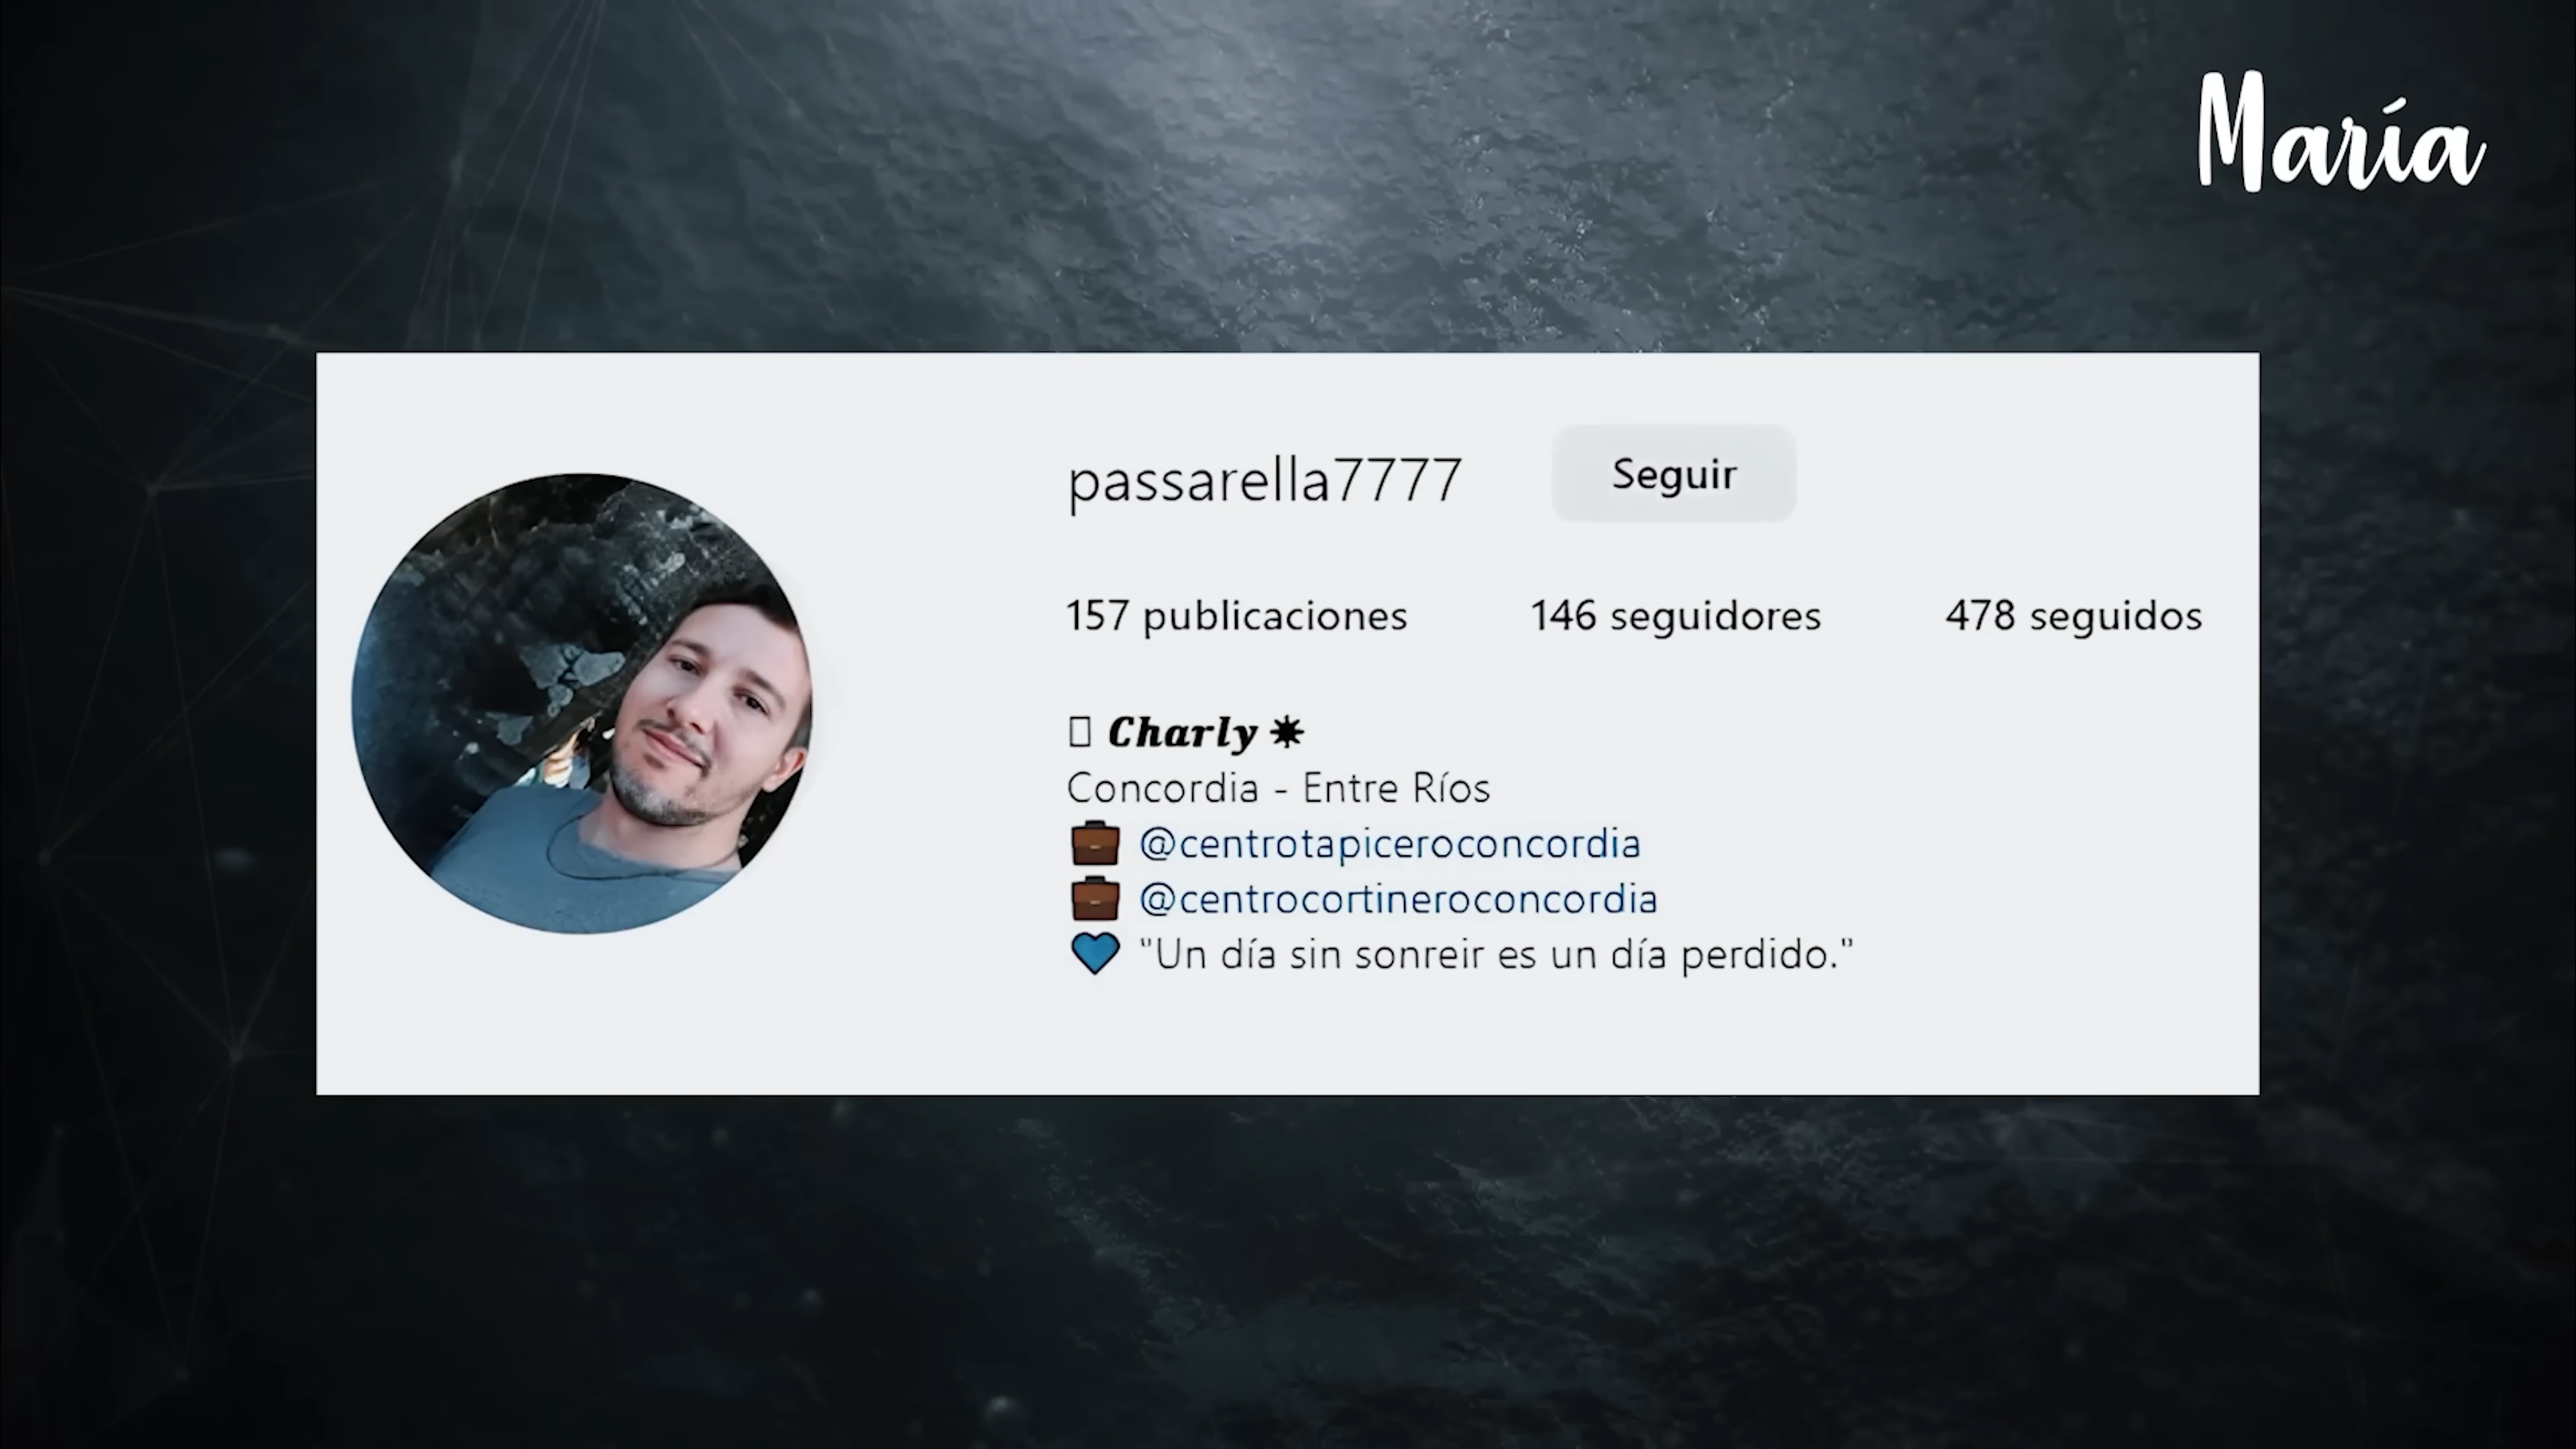 María
passarella7777 Seguir
157 publicaciones 146 seguidores 478 seguidos
Charly ✷
Concordia - Entre Ríos
@centrotapiceroconcordia
@centrocortineroconcordia
"Un día sin sonreir es un día perdido."